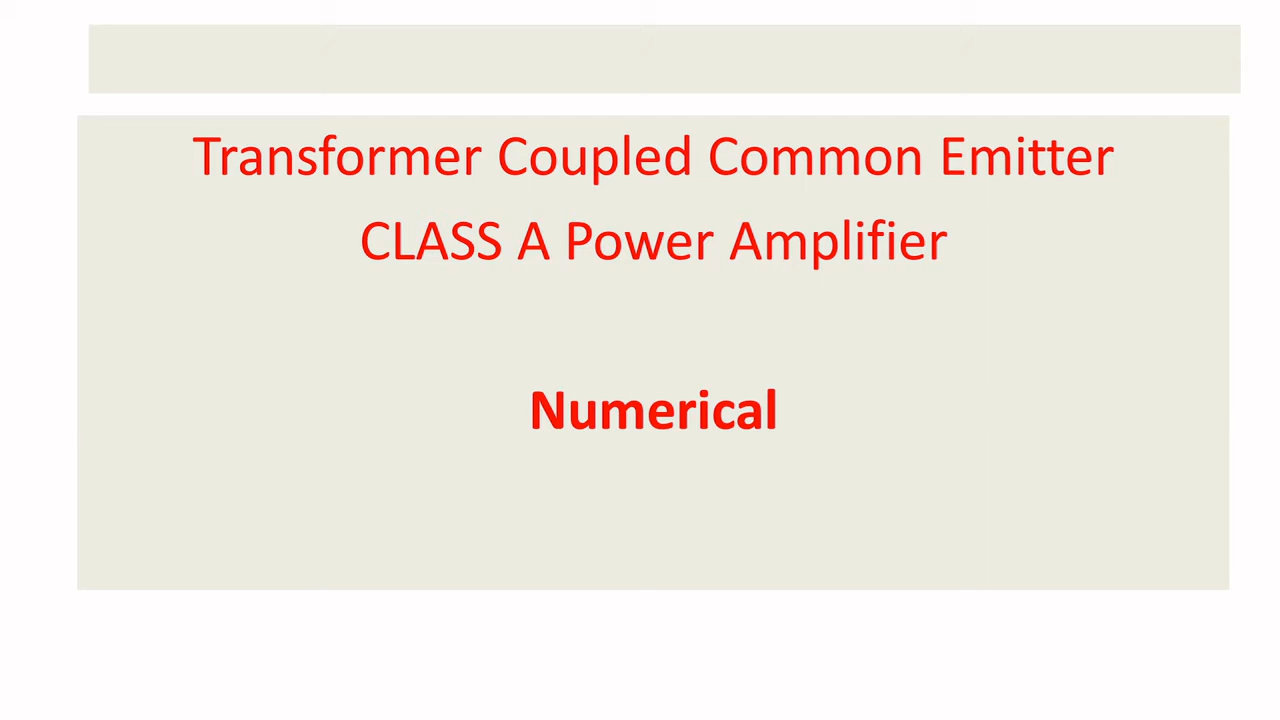 Transformer Coupled Common Emitter
CLASS A Power Amplifier
Numerical